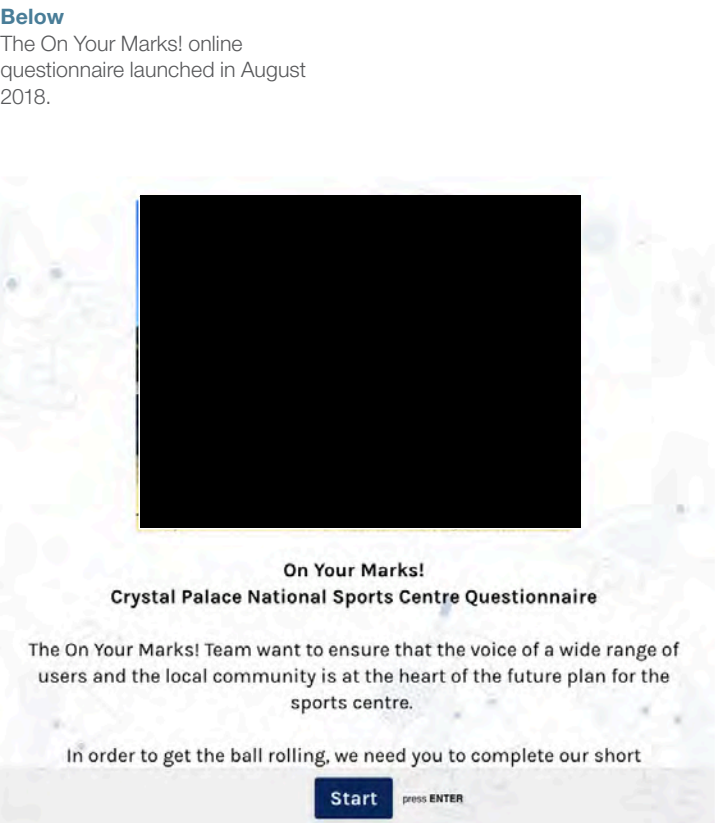 Below
The On Your Marks! online
questionnaire launched in August
2018.
On Your Marks!
Crystal Palace National Sports Centre Questionnaire
The On Your Marks! Team want to ensure that the voice of a wide range of
users and the local community is at the heart of the future plan for the
sports centre.
In order to get the ball rolling, we need you to complete our short
Start press ENTER